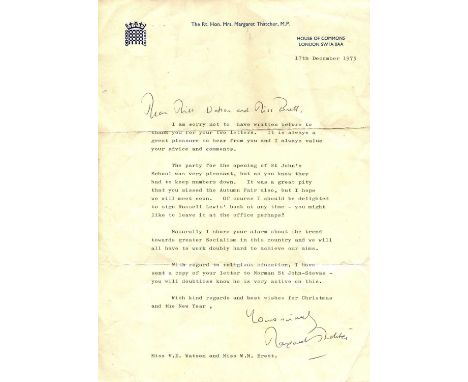 The Rt. Hon. Mrs. Margaret Thatcher, M.P.
HOUSE OF COMMONS
LONDON SW1A 0AA
17th December 1975
Dear Miss Watson and Miss Brett,
I am sorry not to have written before to
thank you for your two letters. It is always a
great pleasure to hear from you and I always value
your advice and comments.
The party for the opening of St John's
School was very pleasant, but as you know they
had to keep numbers down. It was a great pity
that you missed the Autumn Fair also, but I hope
we will meet soon. Of course I should be delighted
to sign Russell Lewis' book at any time - you might
like to leave it at the office perhaps?
Naturally I share your alarm about the trend
towards greater Socialism in this country and we will
all have to work doubly hard to achieve our aims.
With regard to religious education, I have
sent a copy of your letter to Norman St John-Stevas -
you will doubtless know he is very active on this.
With kind regards and best wishes for Christmas
and the New Year,
Yours sincerely
Margaret Thatcher
Miss Watson and Miss Brett.